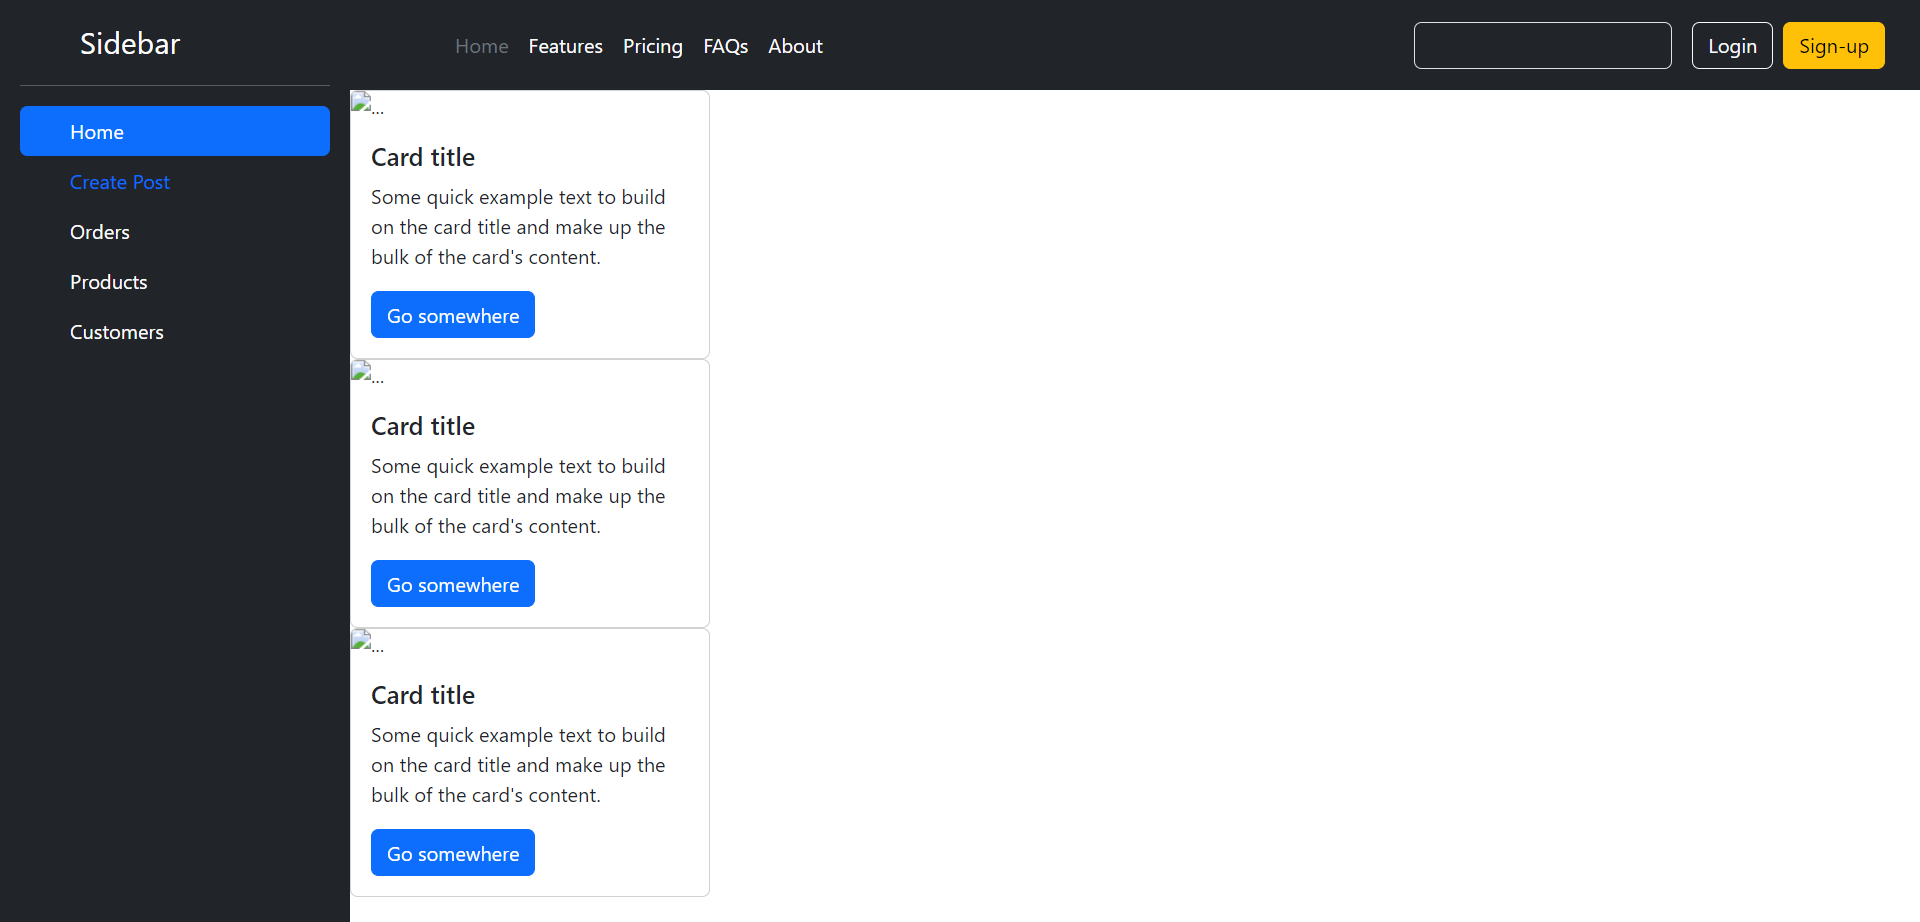 Sidebar
Home Features Pricing FAQs About
Login Sign-up
Home
Create Post
Orders
Products
Customers
...
Card title
Some quick example text to build
on the card title and make up the
bulk of the card's content.
Go somewhere
...
Card title
Some quick example text to build
on the card title and make up the
bulk of the card's content.
Go somewhere
...
Card title
Some quick example text to build
on the card title and make up the
bulk of the card's content.
Go somewhere